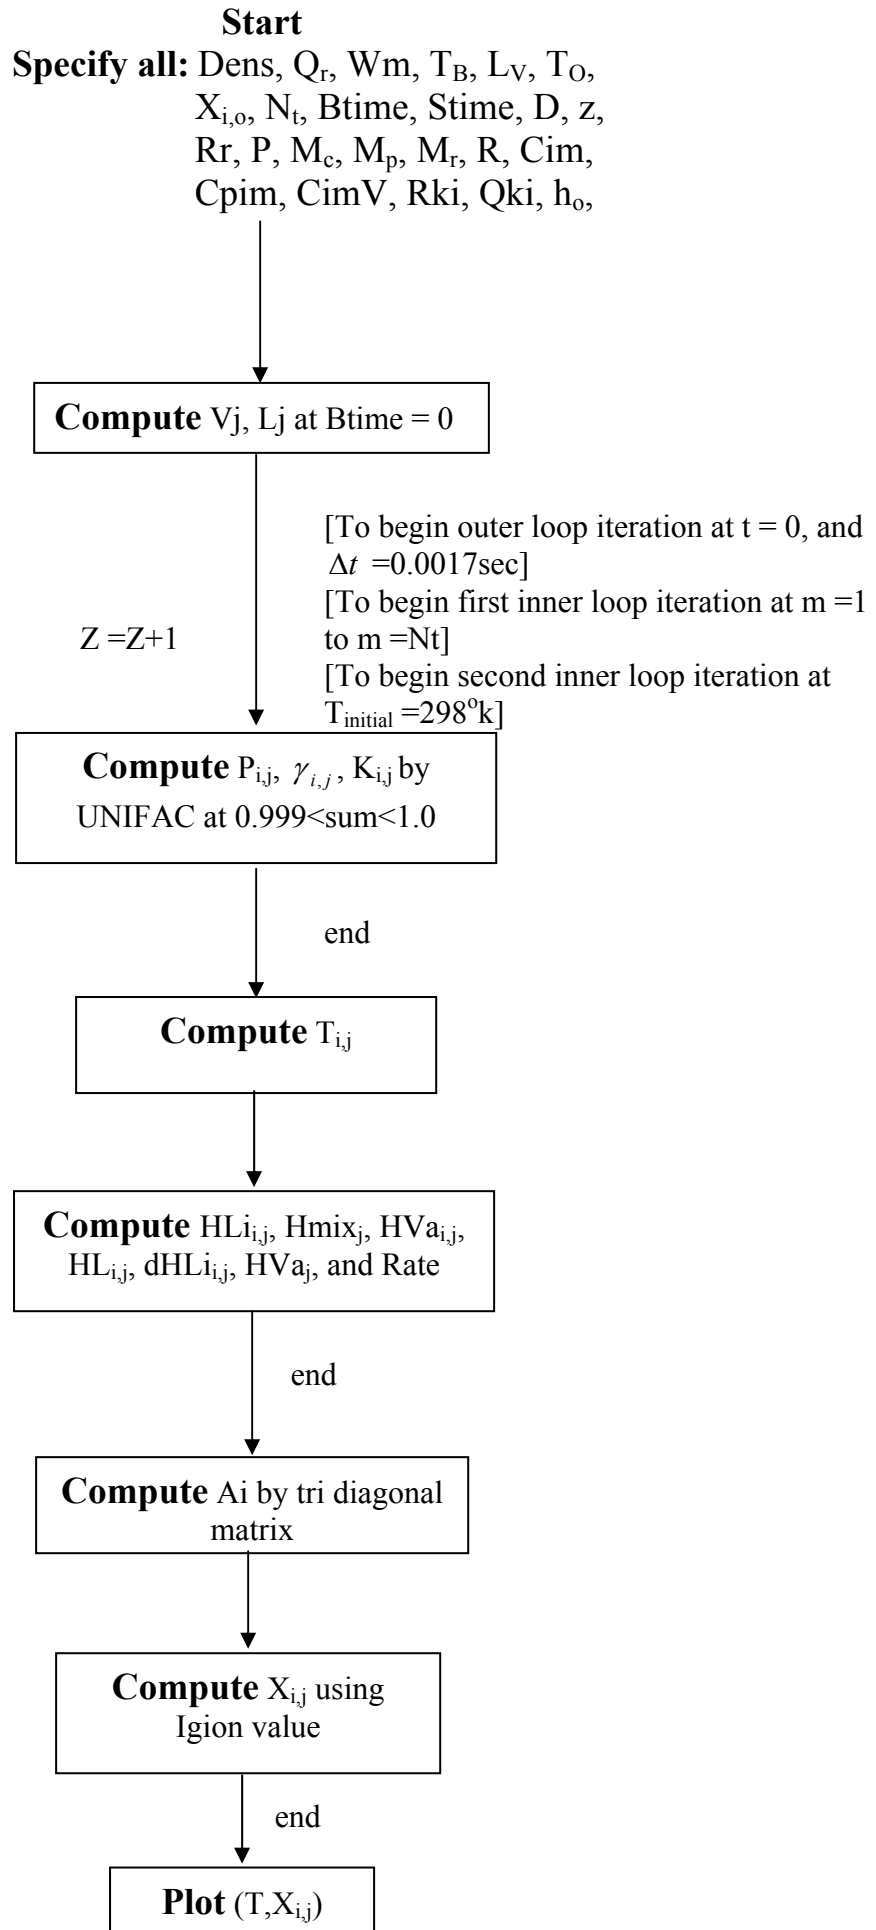 Start
Specify all: Dens, Qr, Wm, TB, LV, TO,
Xi,o, Nt, Btime, Stime, D, z,
Rr, P, Mc, Mp, Mr, R, Cim,
Cpim, CimV, Rki, Qki, ho,
Compute Vj, Lj at Btime = 0
[To begin outer loop iteration at t = 0, and
Δt =0.0017sec]
[To begin first inner loop iteration at m =1
to m =Nt]
[To begin second inner loop iteration at
Tinitial =298ok]
Z =Z+1
Compute Pi,j, γi,j, Ki,j by
UNIFAC at 0.999<sum<1.0
end
Compute Ti,j
Compute HLii,j, Hmixj, HVai,j,
HLi,j, dHLii,j, HVaj, and Rate
end
Compute Ai by tri diagonal
matrix
Compute Xi,j using
Igion value
end
Plot (T,Xi,j)